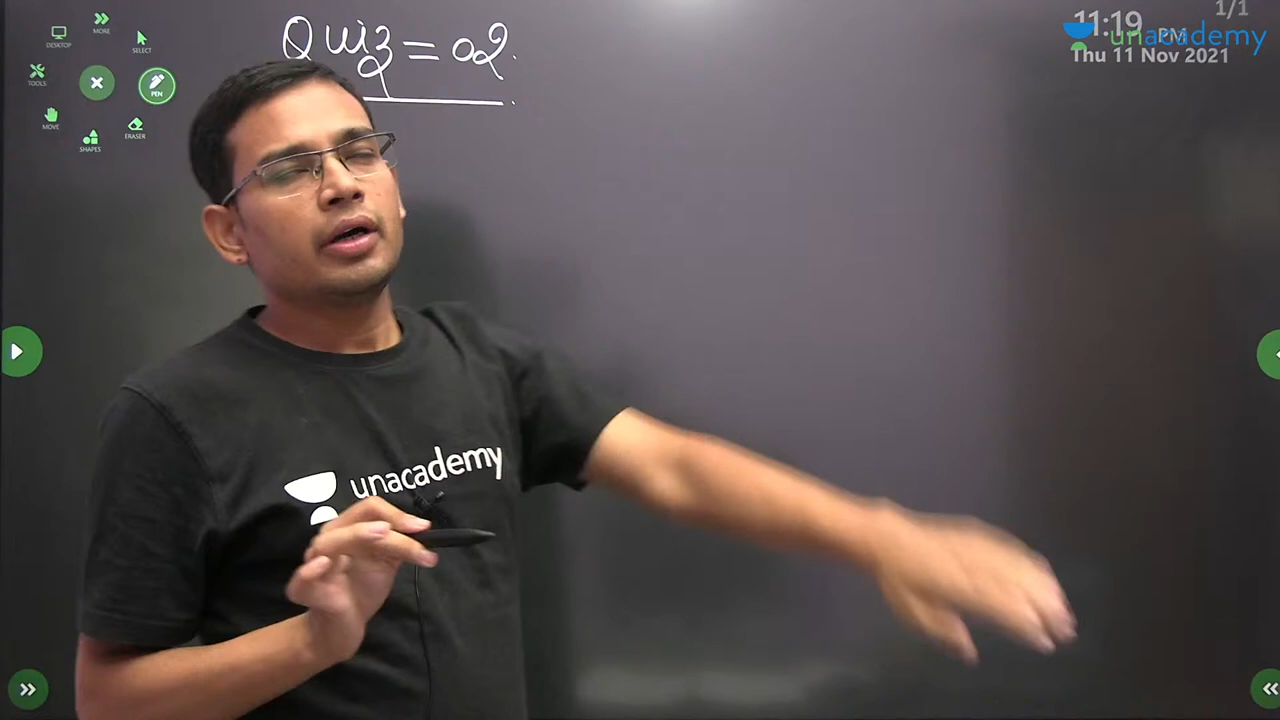 Quiz = 02.
1/1
11:19 PM
unacademy
Thu 11 Nov 2021
MORE
DESKTOP
SELECT
TOOLS
PEN
MOVE
ERASER
SHAPES
unacademy